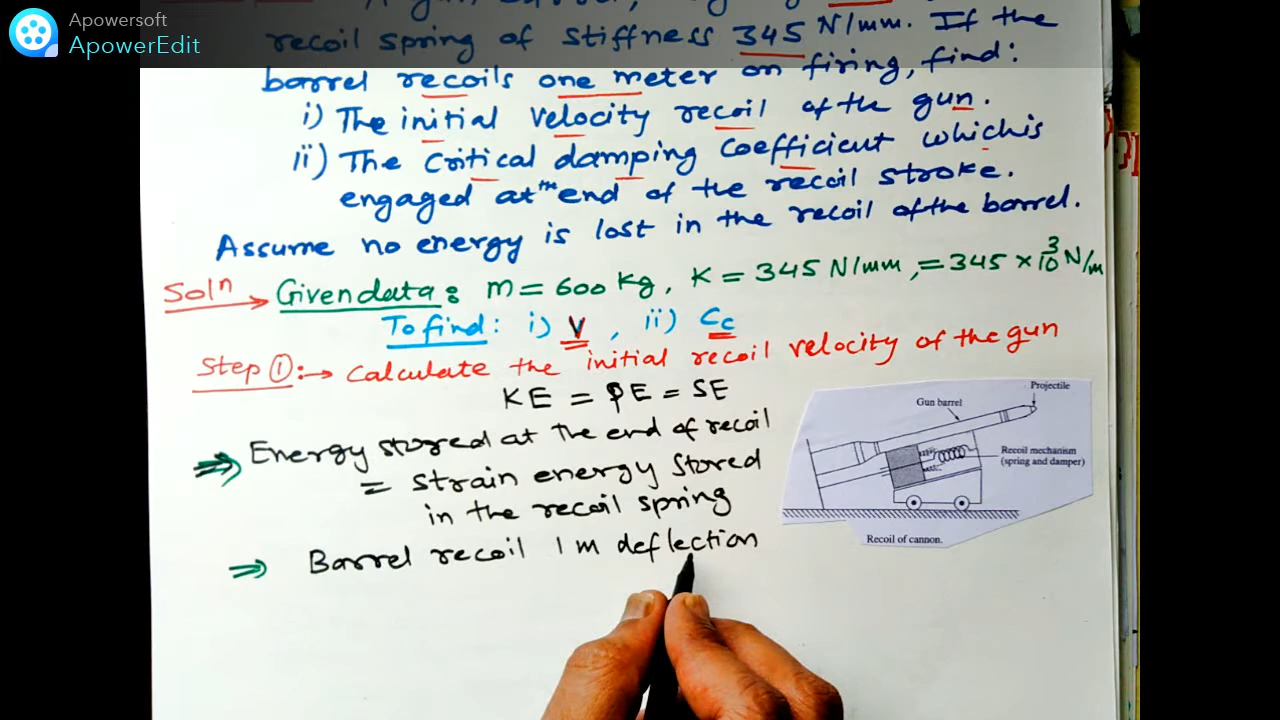 Apowersoft
ApowerEdit
recoil spring of stiffness 345 N/mm. If the
barrel recoils one meter on firing, find:
i) The initial velocity recoil of the gun.
ii) The critical damping coefficient which is
engaged at the end of the recoil stroke.
Assume no energy is lost in the recoil of the barrel.
Soln → Given data: m = 600 kg, K = 345 N/mm, = 345 × 10³ N/m
To find: i) V, ii) Cc
Step ①:→ Calculate the initial recoil velocity of the gun
KE = PE = SE
⇒ Energy stored at the end of recoil
= strain energy stored
in the recoil spring
⇒ Barrel recoil 1 m deflection
Projectile
Gun barrel
Recoil mechanism
(spring and damper)
Recoil of cannon.